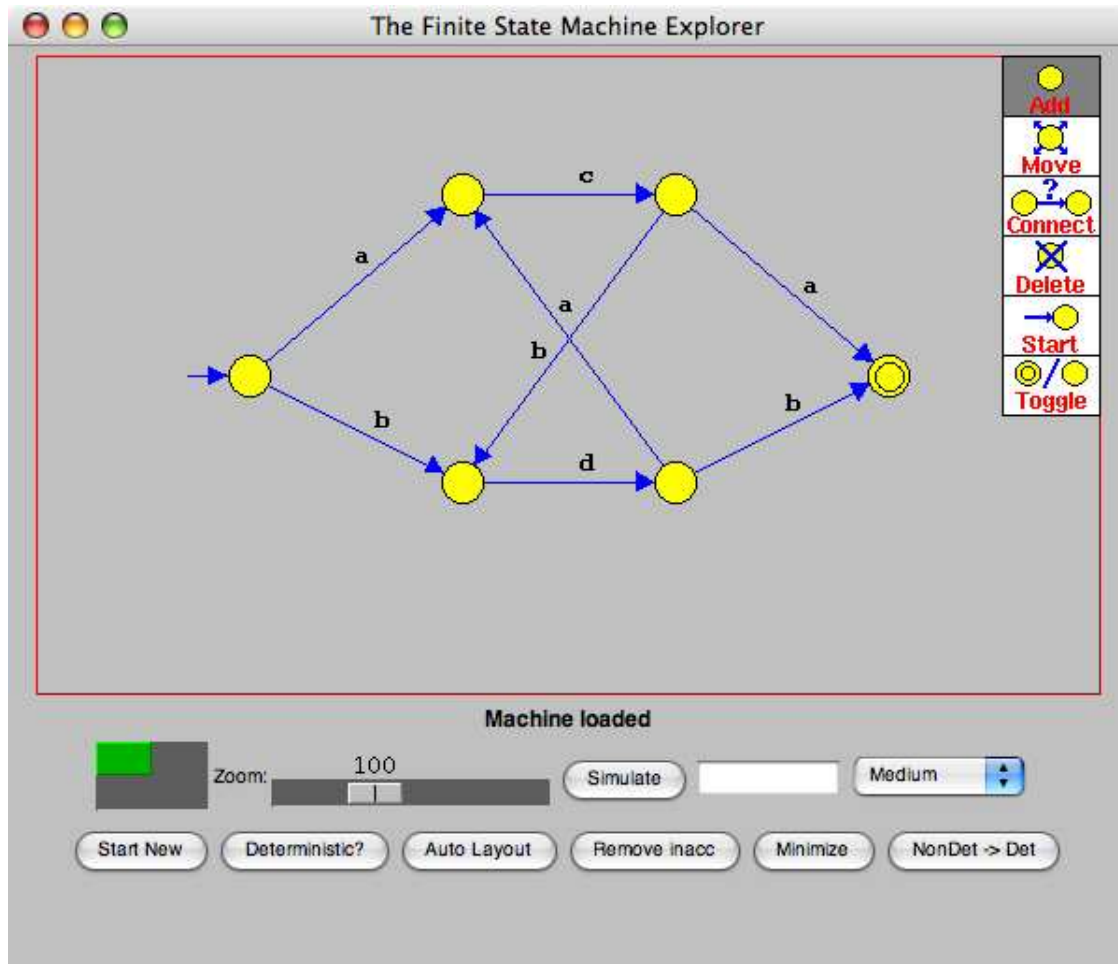 The Finite State Machine Explorer
Add
Move
?
Connect
Delete
Start
Toggle
c
a
a
a
b
b
b
d
Machine loaded
Zoom:
100
Simulate
Medium
Start New
Deterministic?
Auto Layout
Remove inacc
Minimize
NonDet -> Det